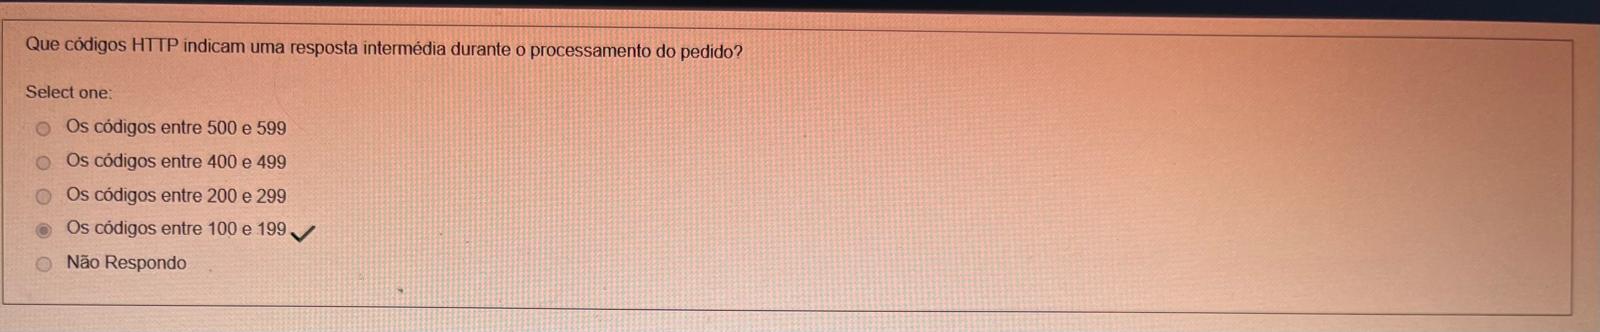 Que códigos HTTP indicam uma resposta intermédia durante o processamento do pedido?
Select one:
Os códigos entre 500 e 599
Os códigos entre 400 e 499
Os códigos entre 200 e 299
Os códigos entre 100 e 199
Não Respondo